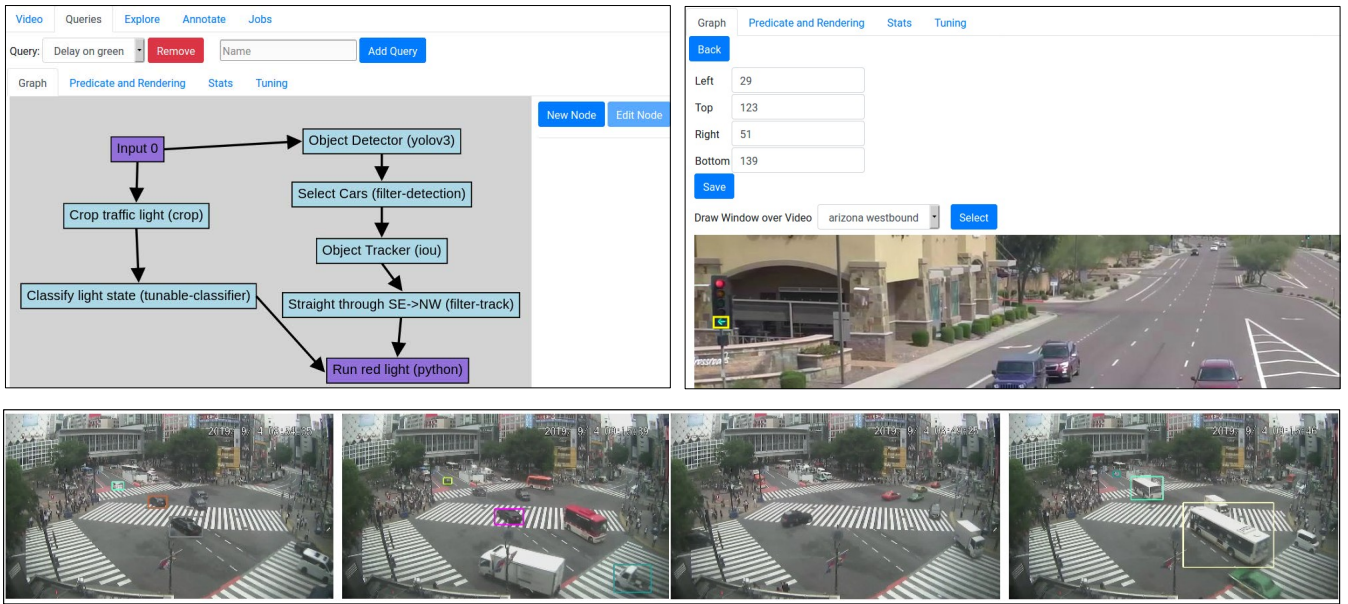 Video Queries Explore Annotate Jobs
Query: Delay on green Remove Name Add Query
Graph Predicate and Rendering Stats Tuning
New Node Edit Node
Input 0
Object Detector (yolov3)
Select Cars (filter-detection)
Crop traffic light (crop)
Object Tracker (iou)
Classify light state (tunable-classifier)
Straight through SE->NW (filter-track)
Run red light (python)
Graph Predicate and Rendering Stats Tuning
Back
Left 29
Top 123
Right 51
Bottom 139
Save
Draw Window over Video arizona westbound Select